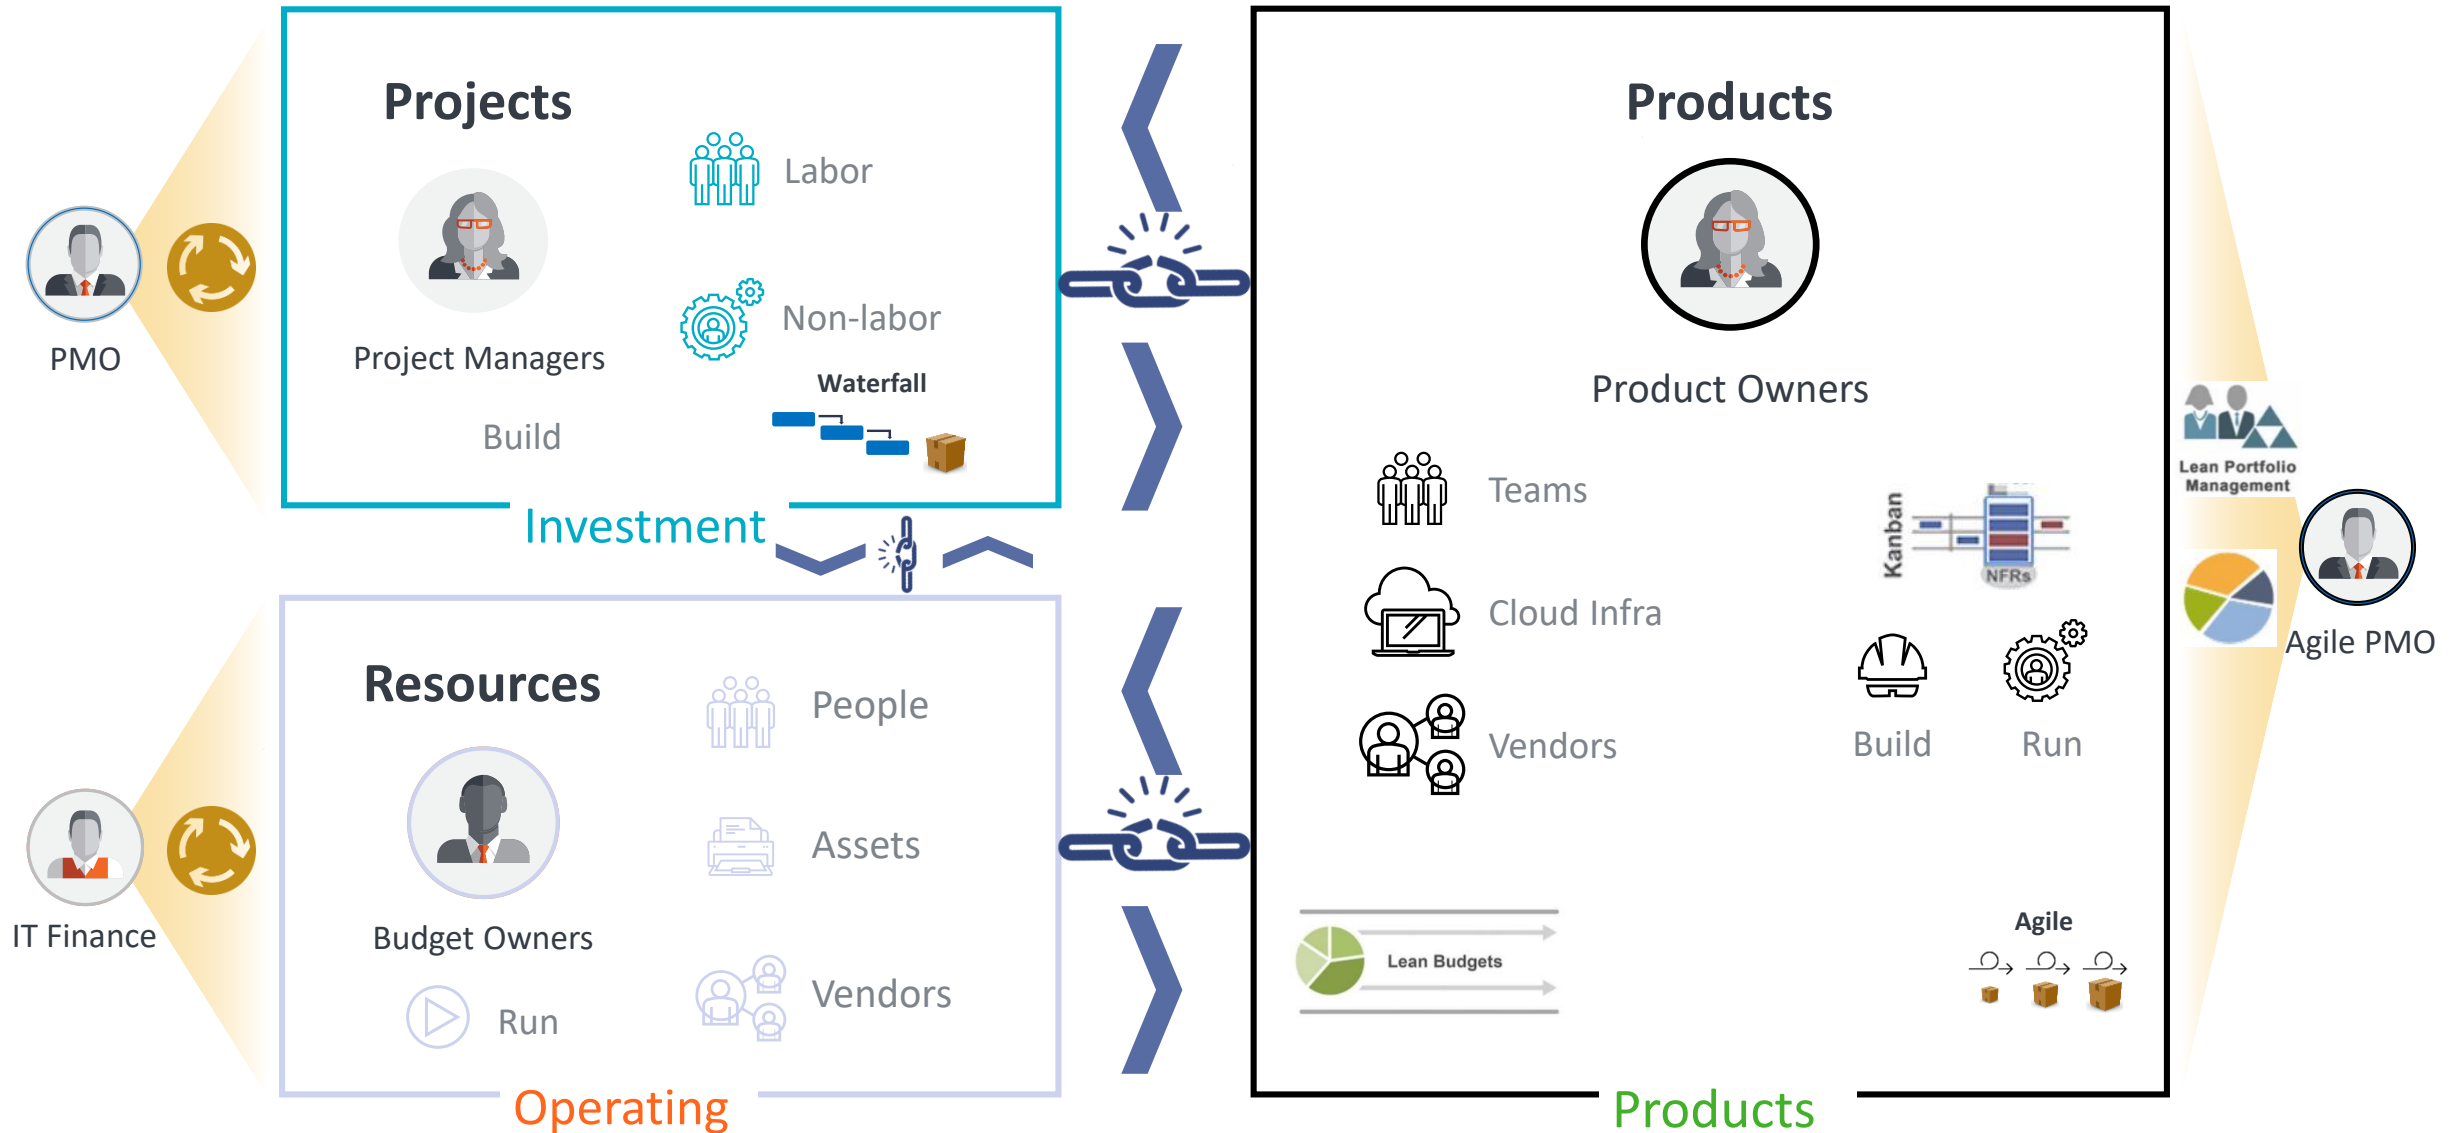 Projects
Labor
Non-labor
Project Managers
Waterfall
Build
Investment
PMO
Resources
People
Assets
Budget Owners
Vendors
Run
Operating
IT Finance
Products
Product Owners
Teams
Cloud Infra
Vendors
Kanban
NFRs
Build
Run
Lean Budgets
Agile
Products
Lean Portfolio
Management
Agile PMO